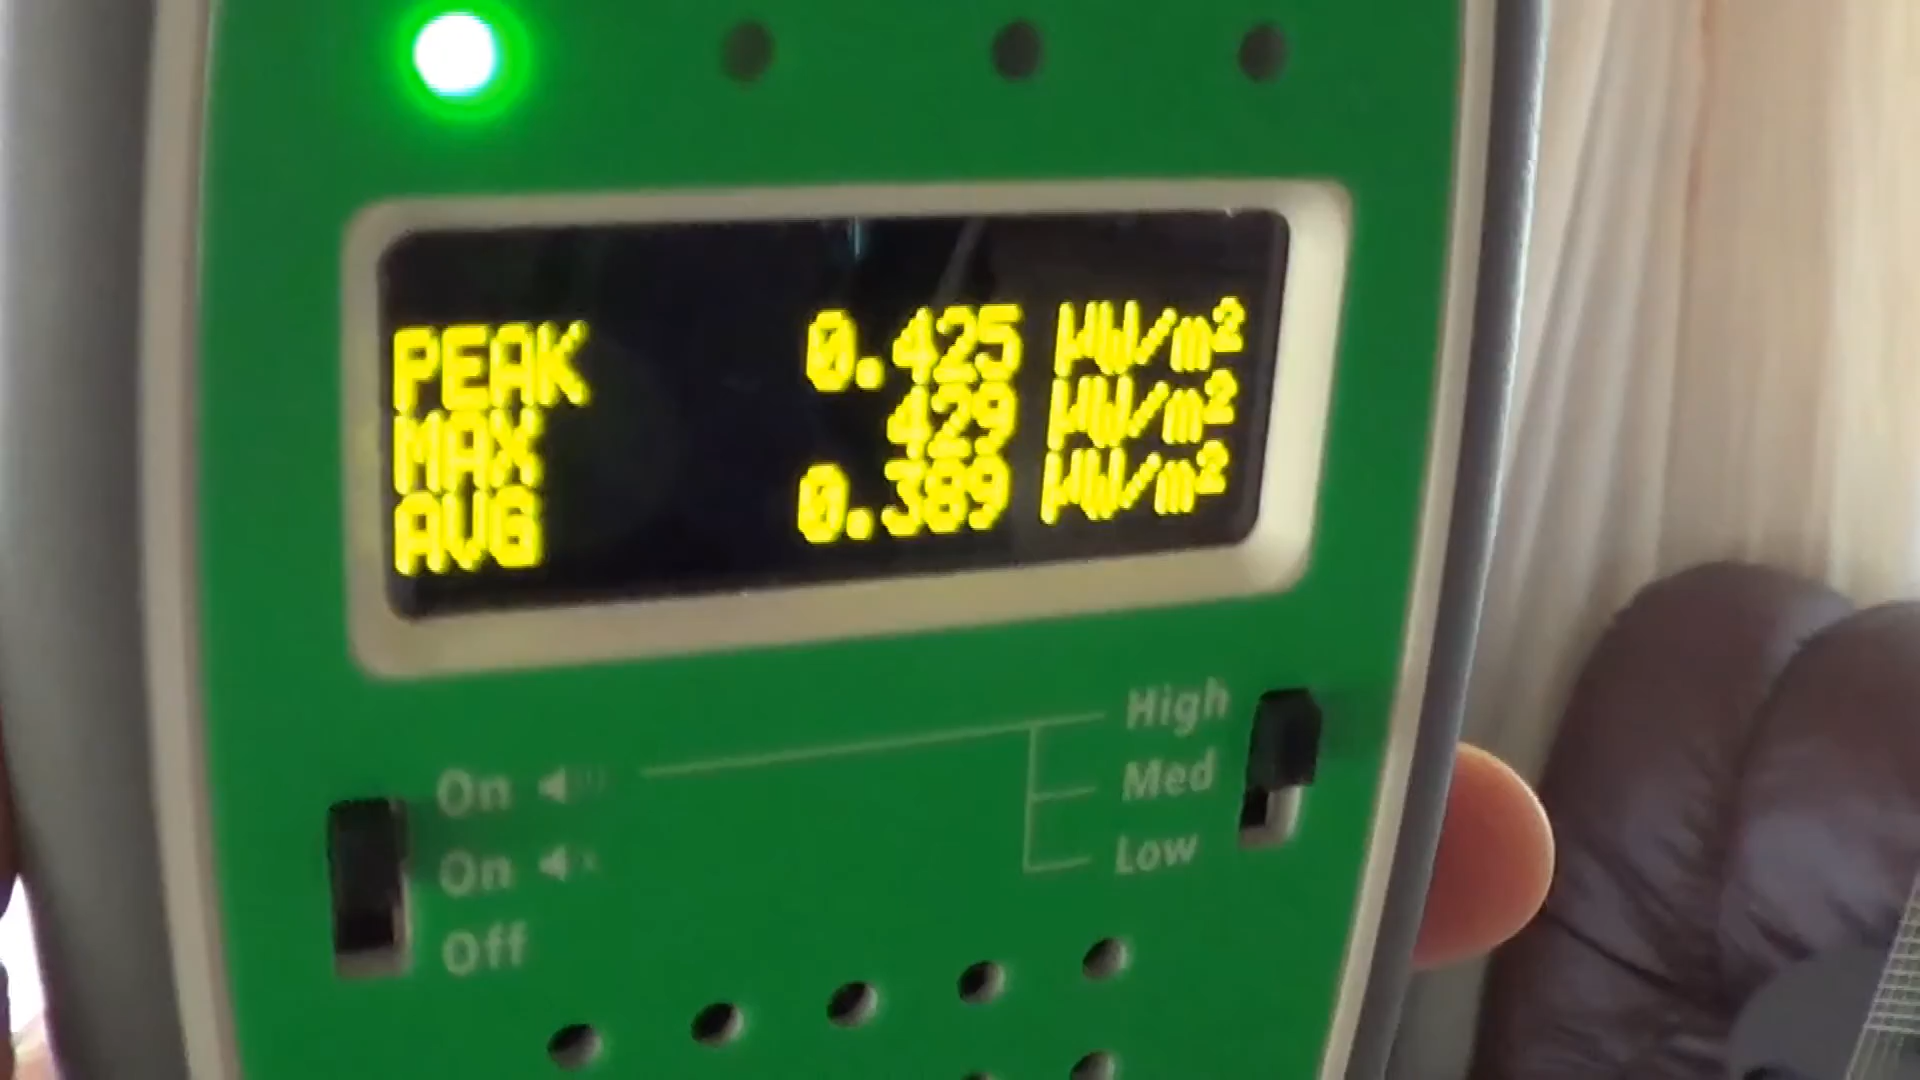 PEAK 0.425 µW/m²
MAX 429 µW/m²
AVG 0.389 µW/m²
High
Med
Low
On
On
Off